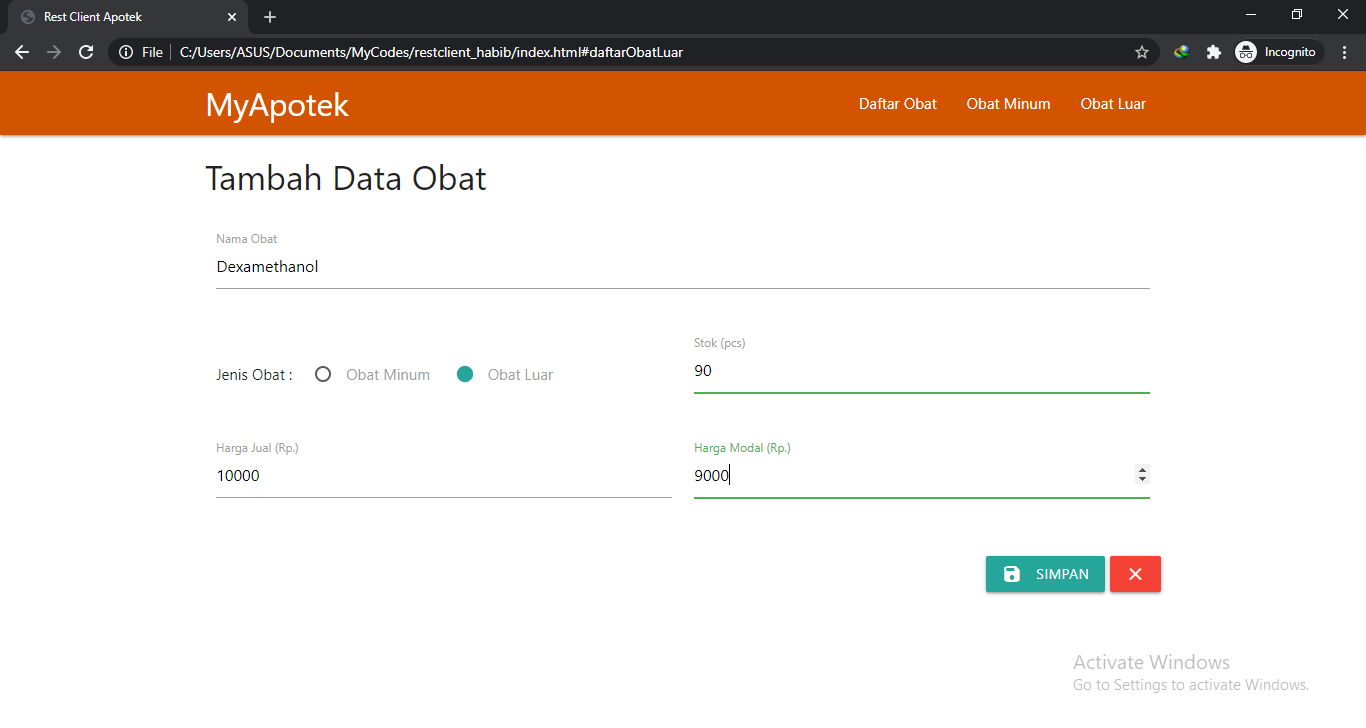 Rest Client Apotek
File C:/Users/ASUS/Documents/MyCodes/restclient_habib/index.html#daftarObatLuar Incognito
MyApotek Daftar Obat Obat Minum Obat Luar
Tambah Data Obat
Nama Obat
Dexamethanol
Stok (pcs)
90
Jenis Obat : Obat Minum Obat Luar
Harga Jual (Rp.) Harga Modal (Rp.)
10000 9000
SIMPAN
Activate Windows
Go to Settings to activate Windows.